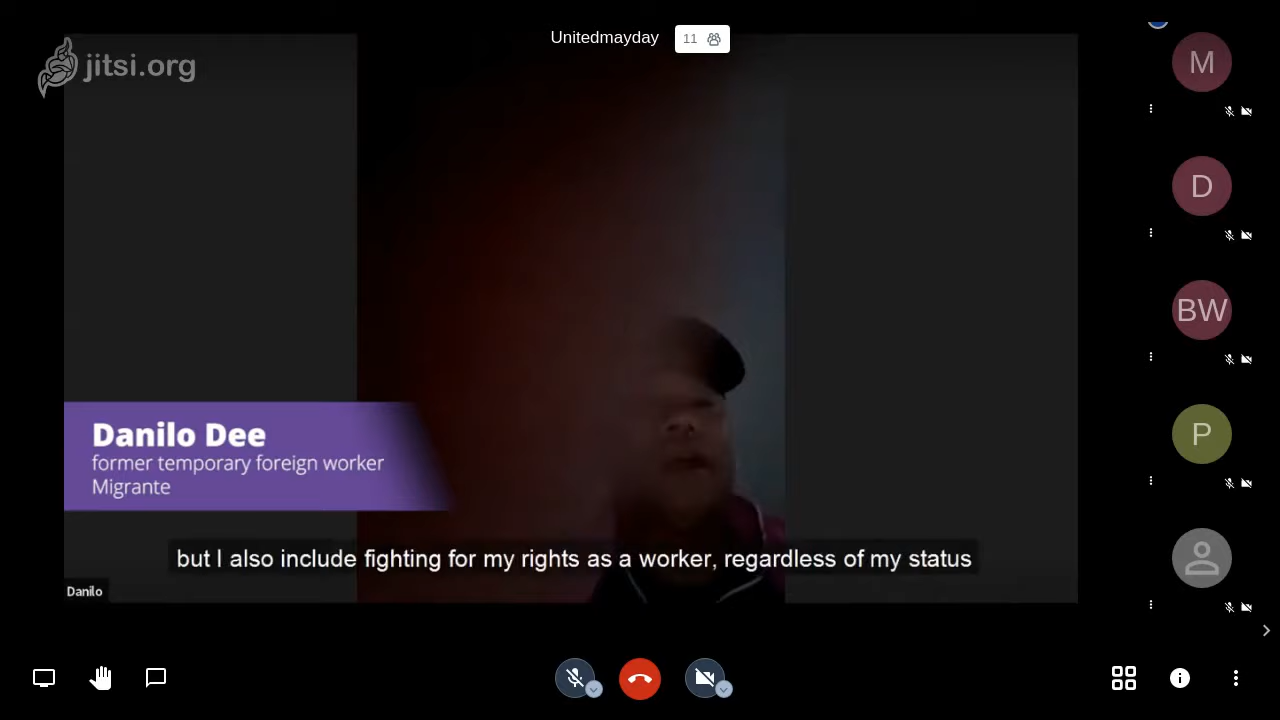 Unitedmayday
11
jitsi.org
M
D
BW
P
Danilo Dee
former temporary foreign worker
Migrante
but I also include fighting for my rights as a worker, regardless of my status
Danilo